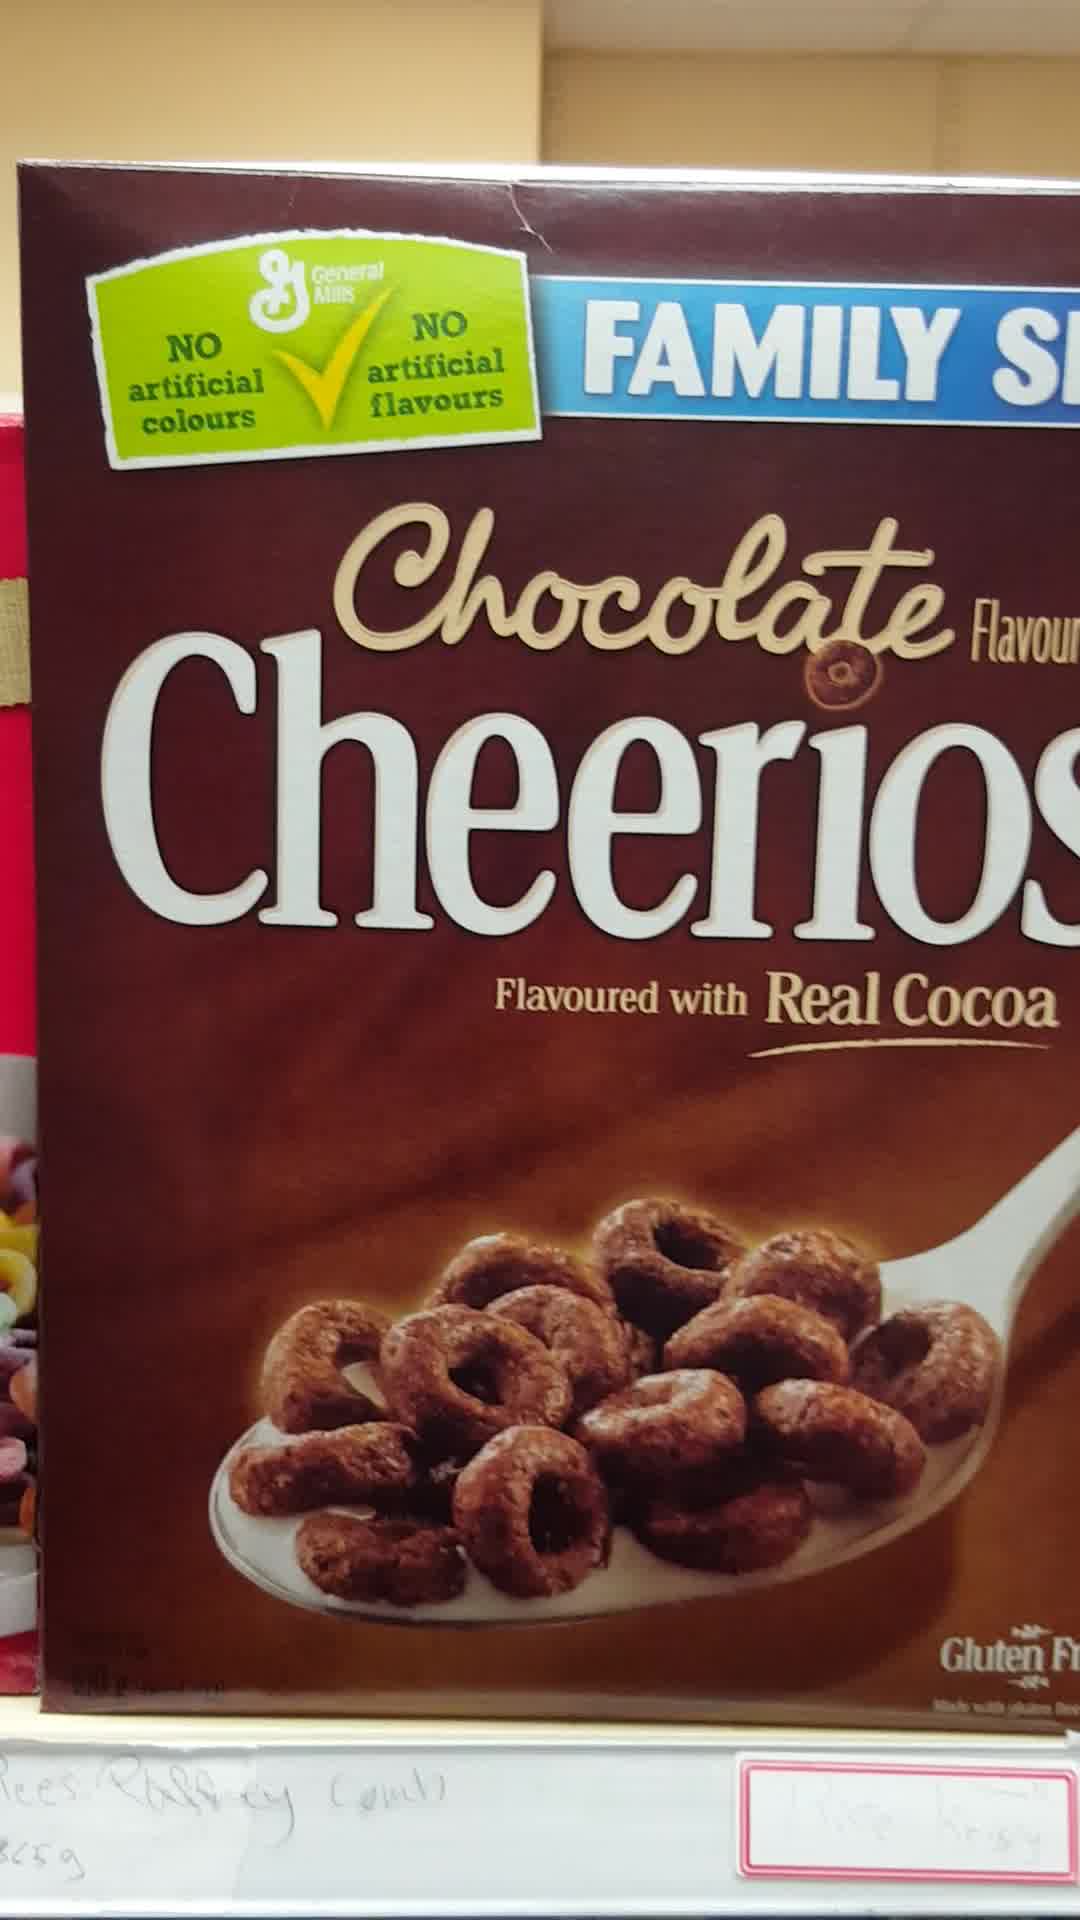 General
Mills
NO
artificial
colours
NO
artificial
flavours
FAMILY SI
Chocolate Flavour
Cheerios
Flavoured with Real Cocoa
Gluten Fr
365g